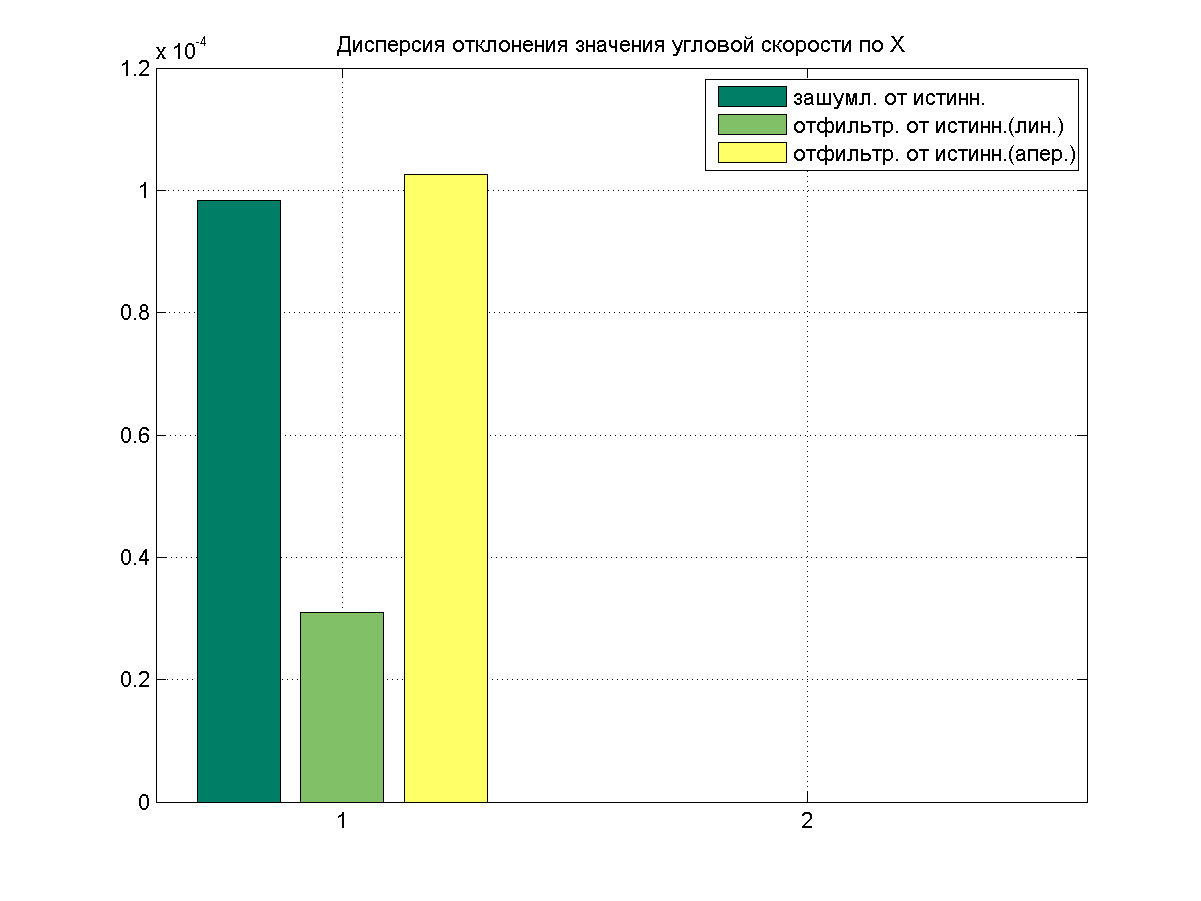 Дисперсия отклонения значения угловой скорости по X
x 10-4
1.2
1
0.8
0.6
0.4
0.2
0
1
2
зашумл. от истинн.
отфильтр. от истинн.(лин.)
отфильтр. от истинн.(апер.)